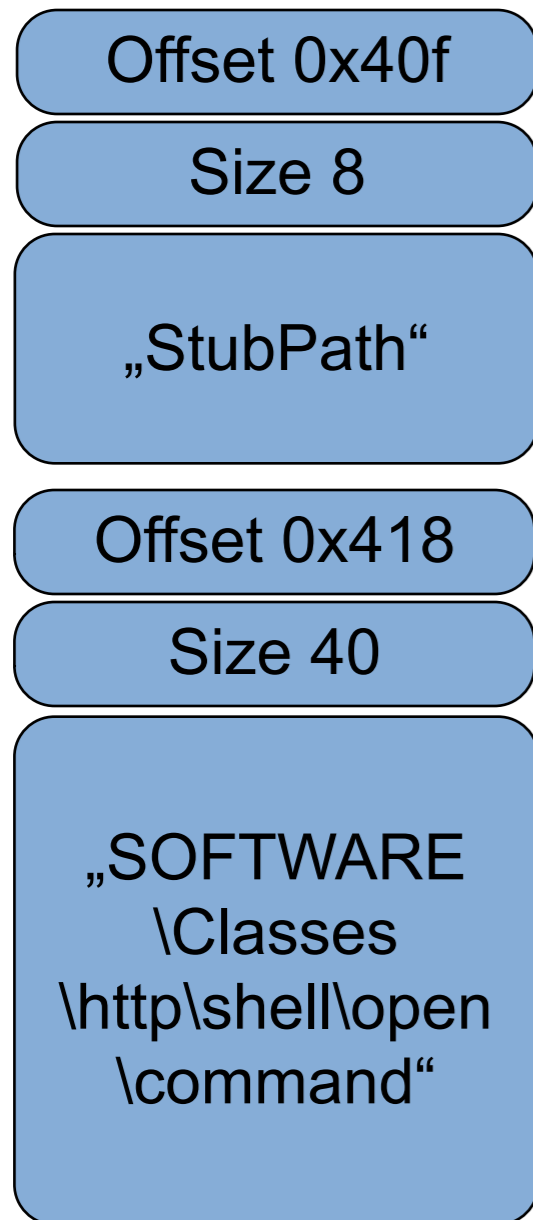 Offset 0x40f
Size 8
„StubPath“
Offset 0x418
Size 40
„SOFTWARE
\Classes
\http\shell\open
\command“